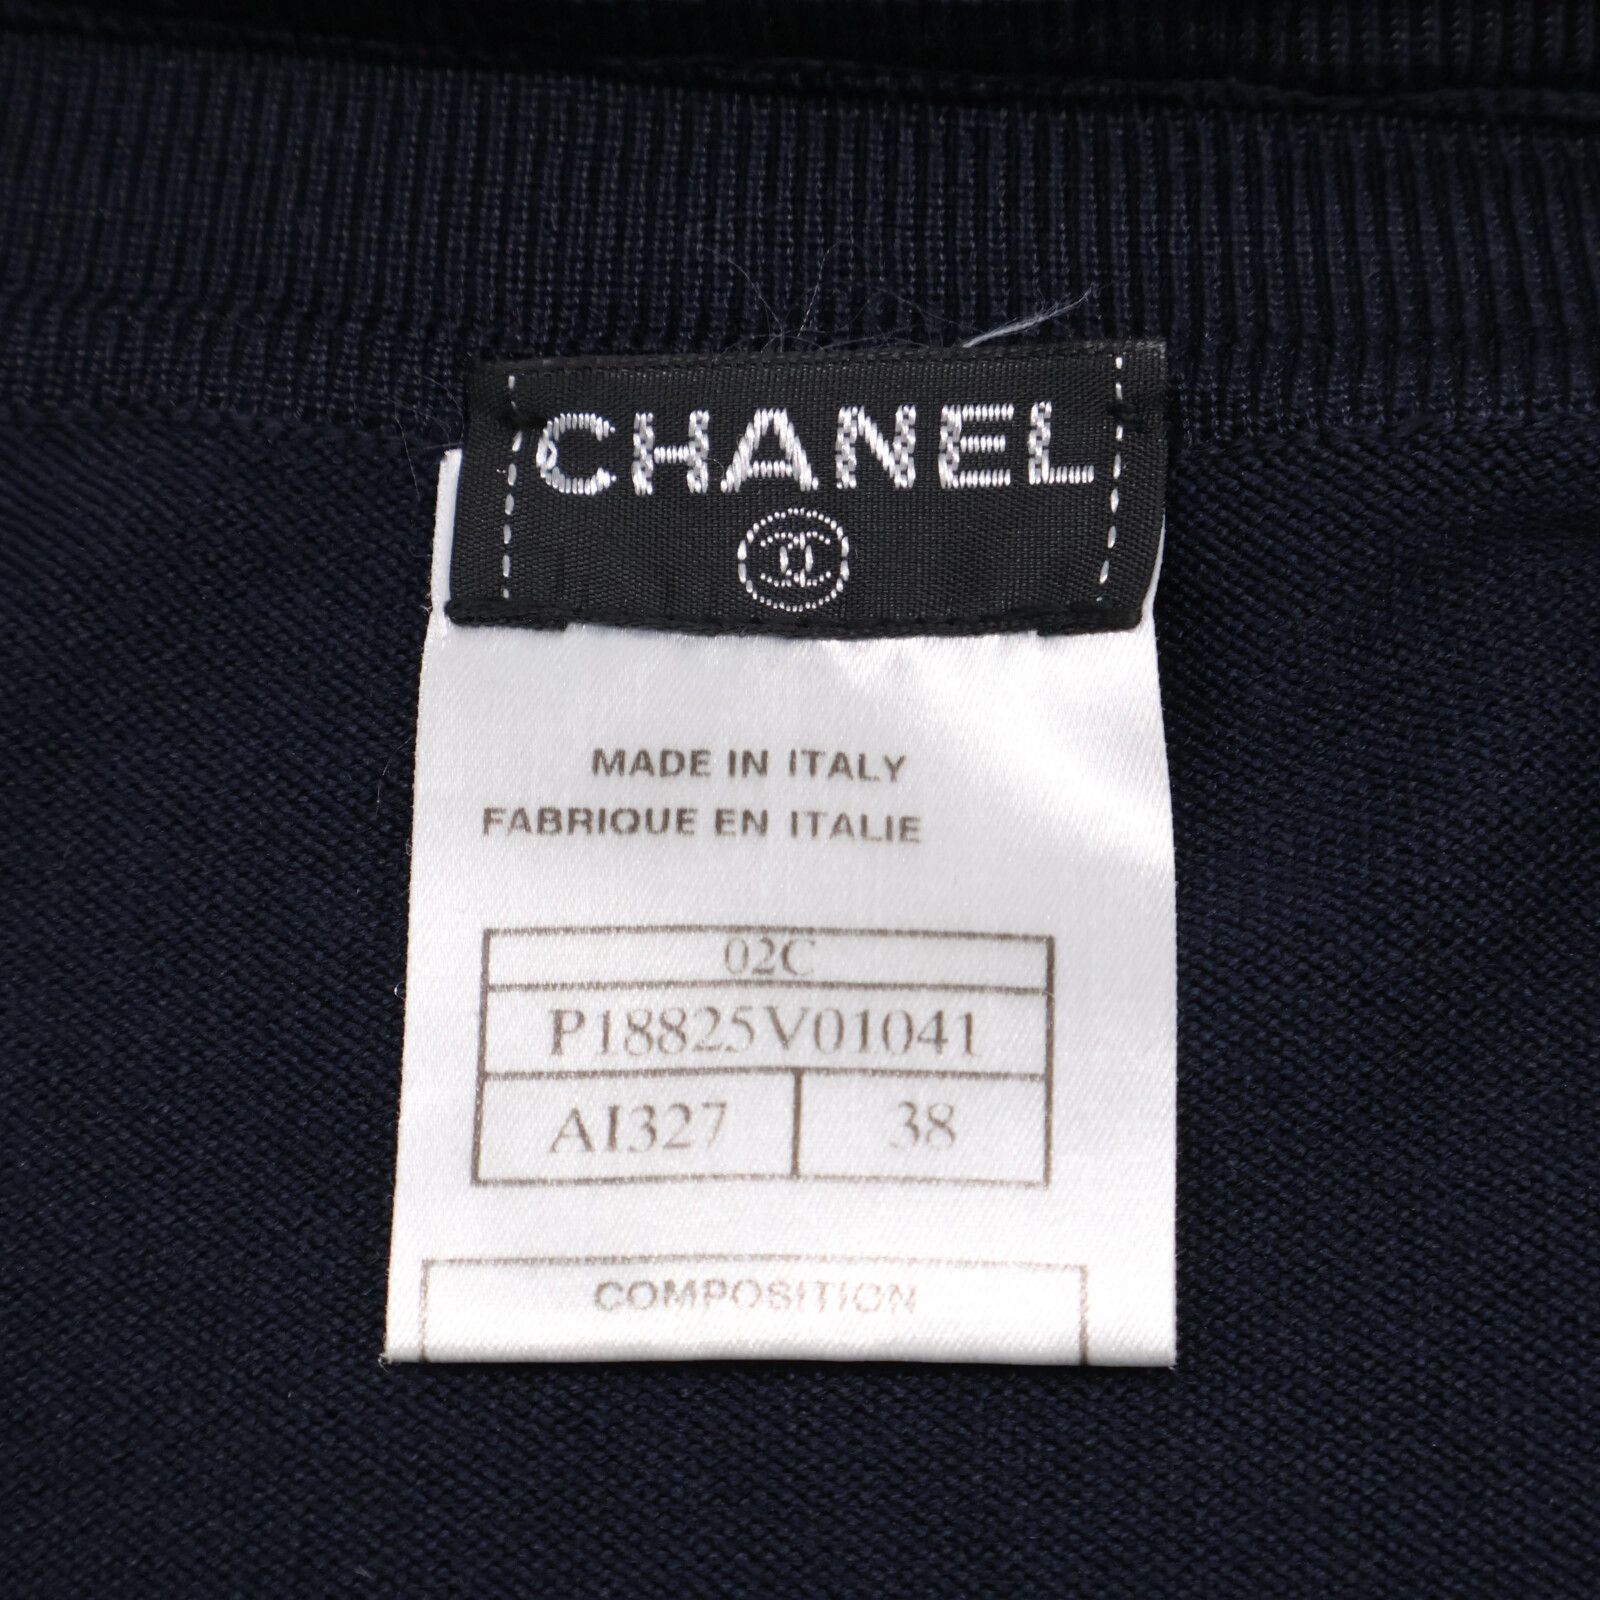 CHANEL
MADE IN ITALY
FABRIQUE EN ITALIE
02C
P18825V01041
AI327 38
COMPOSITION